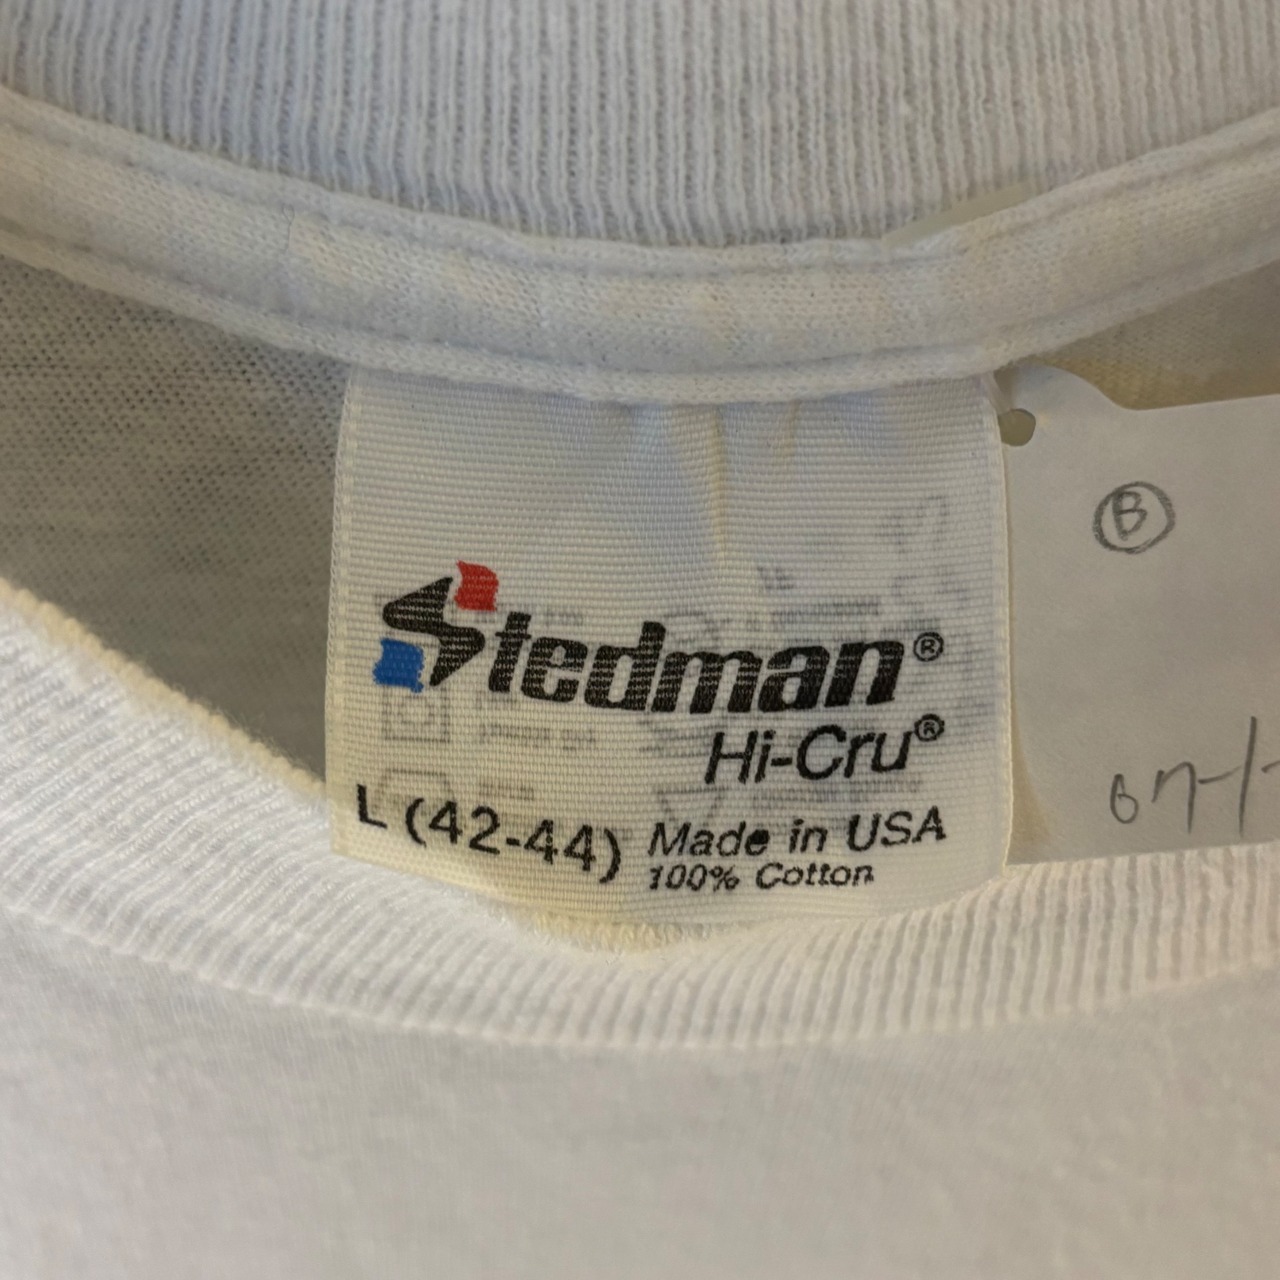 Stedman®
Hi-Cru®
L (42-44)
Made in USA
100% Cotton
B